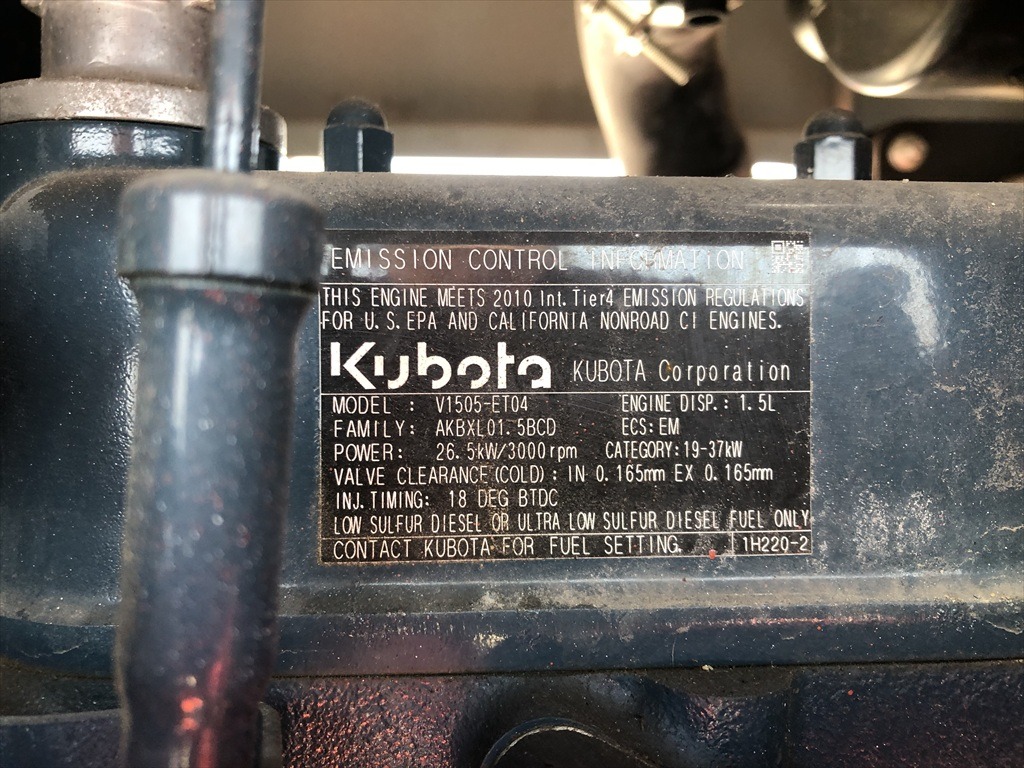 EMISSION CONTROL INFORMATION
THIS ENGINE MEETS 2010 Int. Tier4 EMISSION REGULATIONS
FOR U.S. EPA AND CALIFORNIA NONROAD CI ENGINES.
Kubota KUBOTA Corporation
MODEL : V1505-ET04 ENGINE DISP.: 1.5L
FAMILY: AKBXL01.5BCD ECS: EM
POWER: 26.5kW/3000rpm CATEGORY: 19-37kW
VALVE CLEARANCE(COLD): IN 0.165mm EX 0.165mm
INJ. TIMING: 18 DEG BTDC
LOW SULFUR DIESEL OR ULTRA LOW SULFUR DIESEL FUEL ONLY
CONTACT KUBOTA FOR FUEL SETTING. 1H220-2